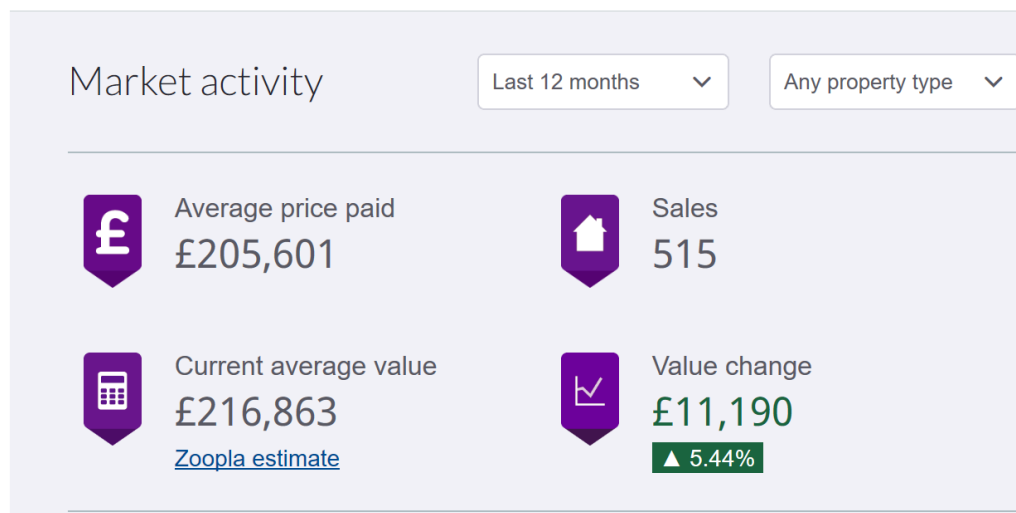 Market activity
Last 12 months
Any property type
£
Average price paid
£205,601
Sales
515
Current average value
£216,863
Zoopla estimate
Value change
£11,190
▲ 5.44%